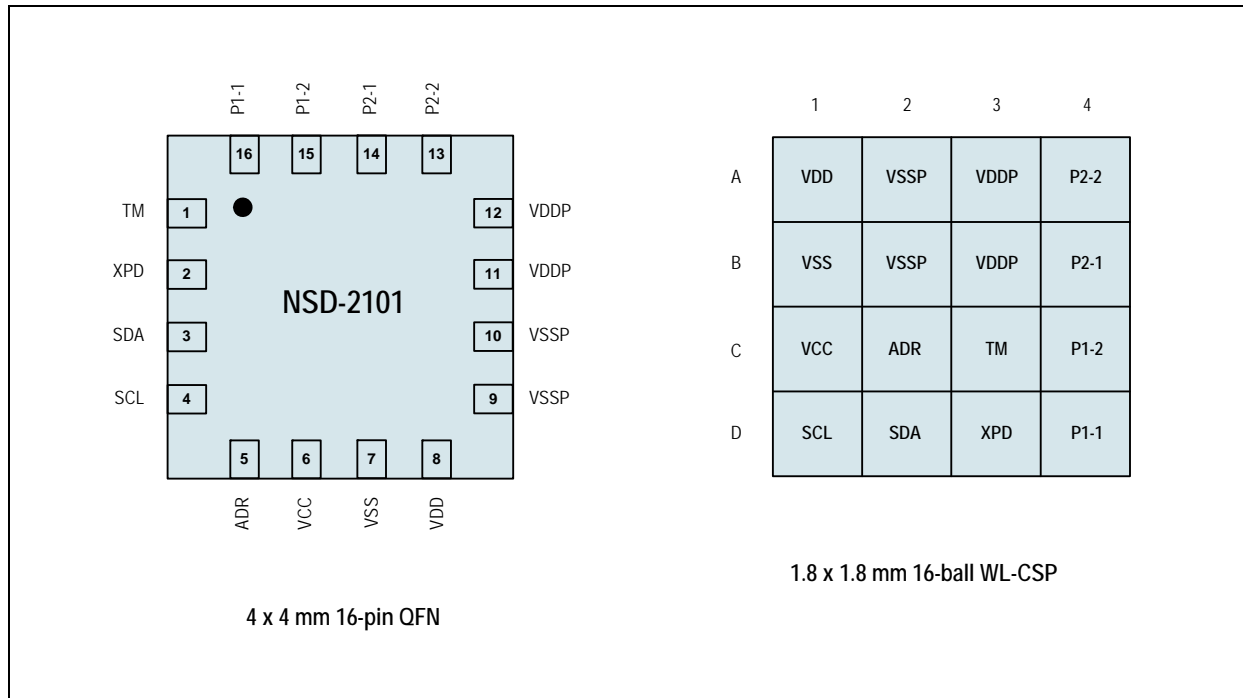 P1-1 P1-2 P2-1 P2-2
16 15 14 13
TM 1 12 VDDP
XPD 2 11 VDDP
NSD-2101
SDA 3 10 VSSP
SCL 4 9 VSSP
5 6 7 8
ADR VCC VSS VDD
4 x 4 mm 16-pin QFN
1 2 3 4
A VDD VSSP VDDP P2-2
B VSS VSSP VDDP P2-1
C VCC ADR TM P1-2
D SCL SDA XPD P1-1
1.8 x 1.8 mm 16-ball WL-CSP